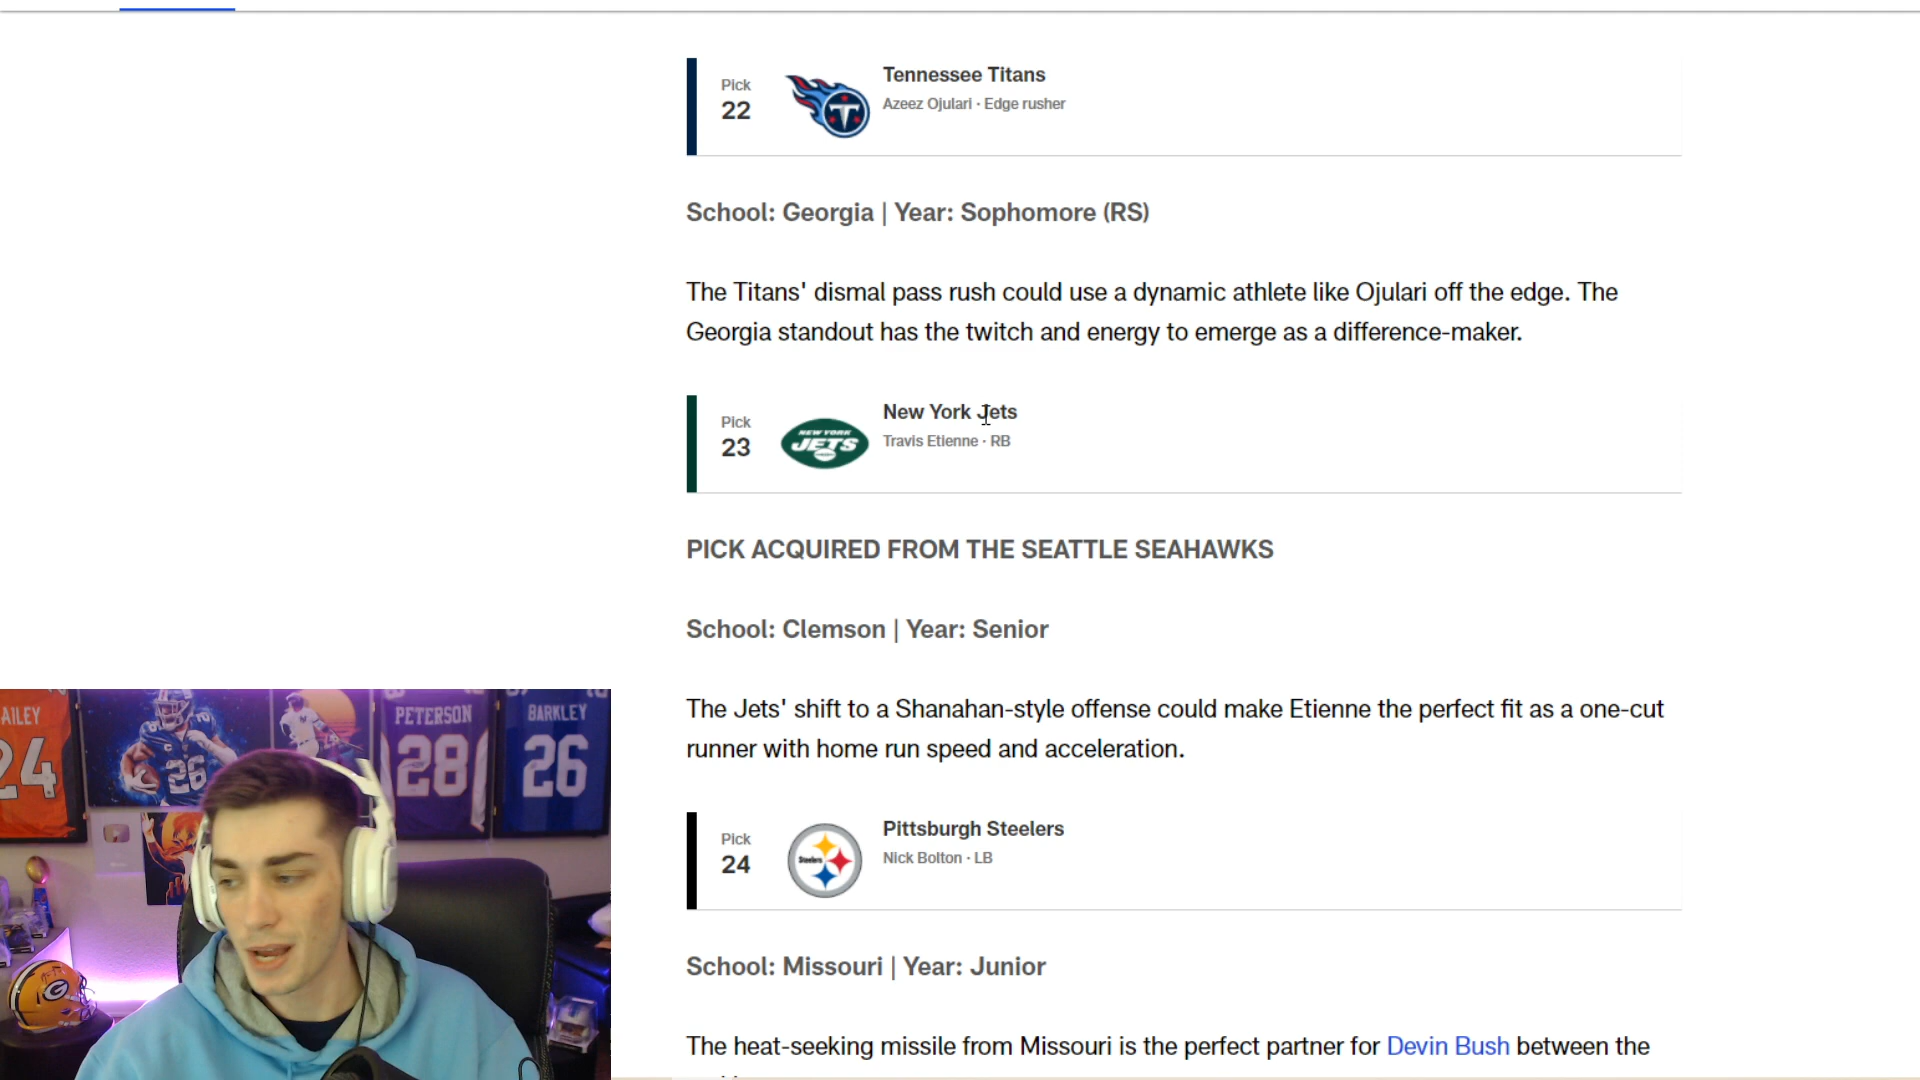 Pick
22
Tennessee Titans
Azeez Ojulari · Edge rusher
School: Georgia | Year: Sophomore (RS)
The Titans' dismal pass rush could use a dynamic athlete like Ojulari off the edge. The
Georgia standout has the twitch and energy to emerge as a difference-maker.
Pick
23
NEW YORK
JETS
New York Jets
Travis Etienne · RB
PICK ACQUIRED FROM THE SEATTLE SEAHAWKS
School: Clemson | Year: Senior
The Jets' shift to a Shanahan-style offense could make Etienne the perfect fit as a one-cut
runner with home run speed and acceleration.
Pick
24
Steelers
Pittsburgh Steelers
Nick Bolton · LB
School: Missouri | Year: Junior
The heat-seeking missile from Missouri is the perfect partner for Devin Bush between the
AILEY
24
26
PETERSON
28
BARKLEY
26
G